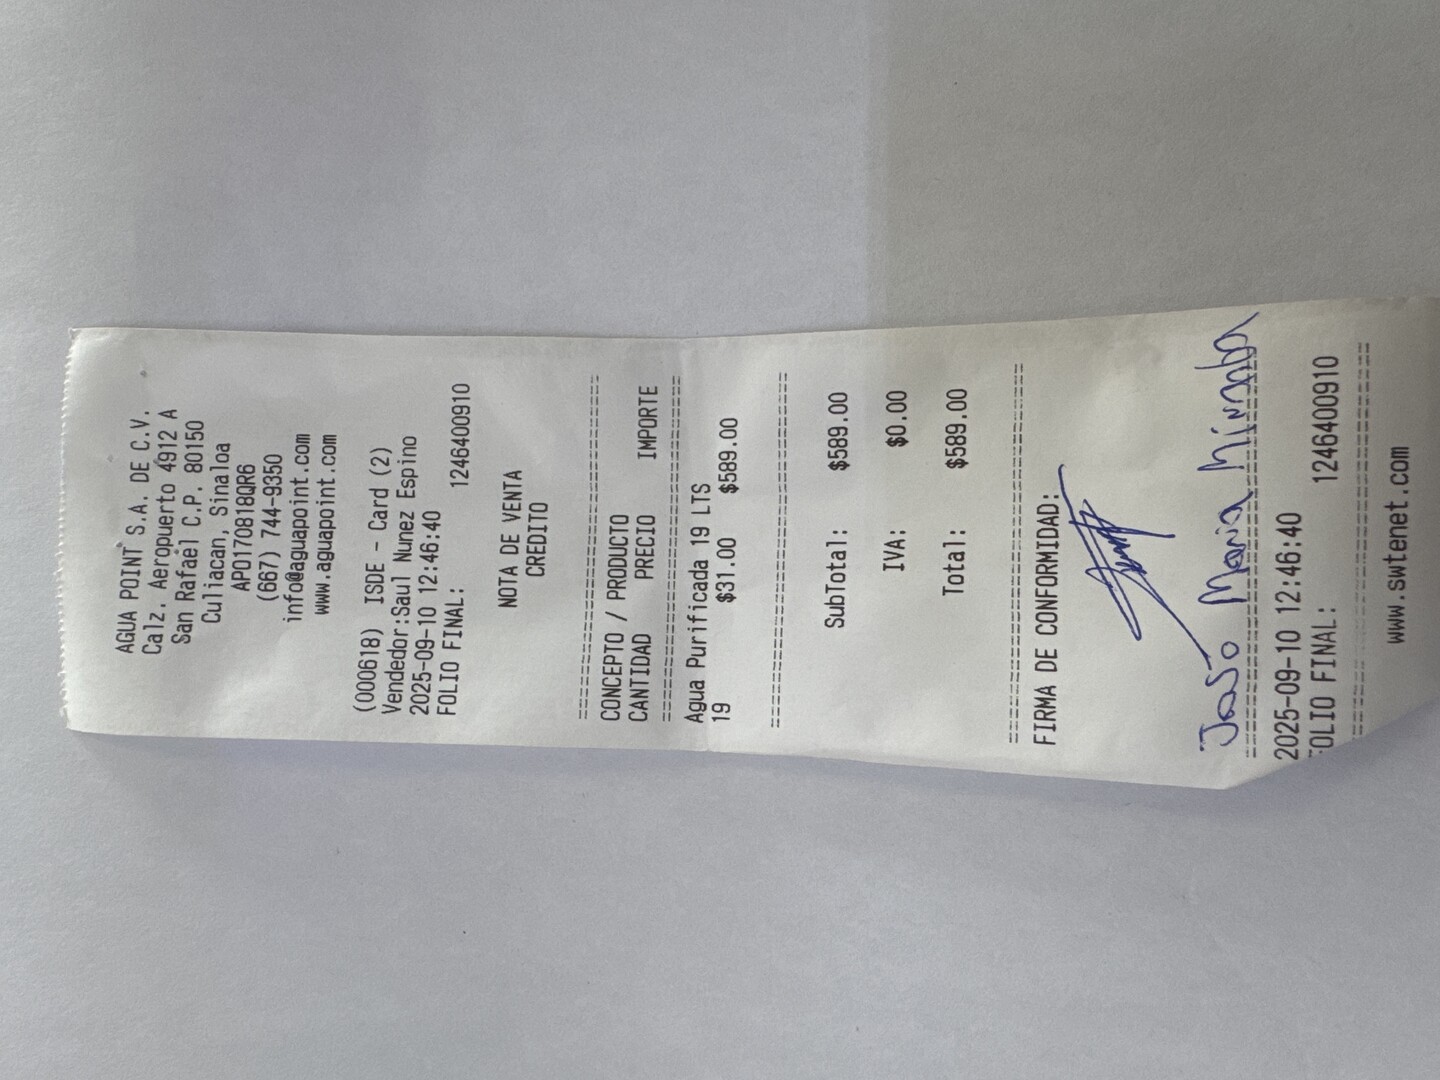 AGUA POINT S.A. DE C.V.
Calz. Aeropuerto 4912 A
San Rafael C.P. 80150
Culiacan, Sinaloa
APO170818QR6
(667) 744-9350
info@aguapoint.com
www.aguapoint.com
(000618) ISDE - Card (2)
Vendedor:Saul Nunez Espino
2025-09-10 12:46:40
FOLIO FINAL: 1246400910
NOTA DE VENTA
CREDITO
CONCEPTO / PRODUCTO
CANTIDAD PRECIO IMPORTE
Agua Purificada 19 LTS
19 $31.00 $589.00
SubTotal: $589.00
IVA: $0.00
Total: $589.00
FIRMA DE CONFORMIDAD:
Maria
2025-09-10 12:46:40
FOLIO FINAL: 1246400910
www.swtenet.com